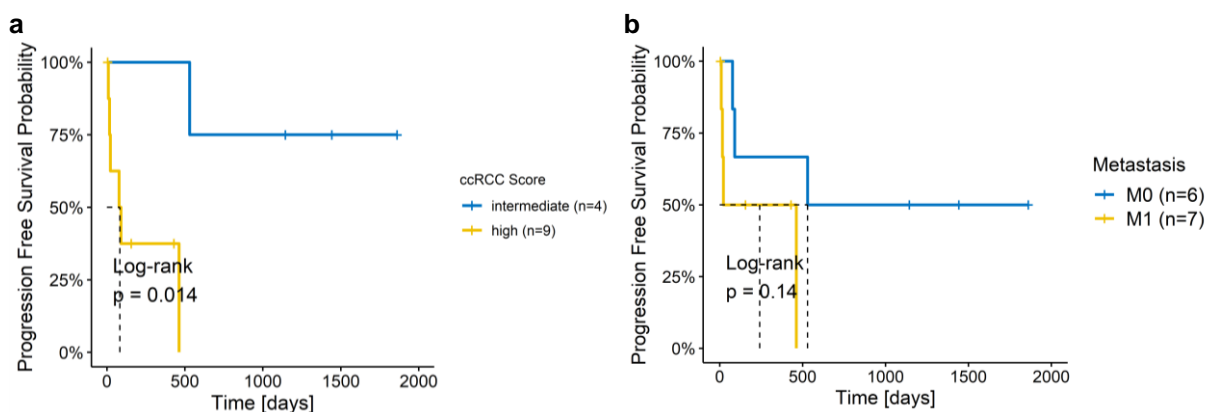 a
Progression Free Survival Probability
100%
75%
50%
25%
0%
Log-rank
p = 0.014
0
500
1000
1500
2000
Time [days]
ccRCC Score
intermediate (n=4)
high (n=9)
b
Progression Free Survival Probability
100%
75%
50%
25%
0%
Log-rank
p = 0.14
0
500
1000
1500
2000
Time [days]
Metastasis
M0 (n=6)
M1 (n=7)